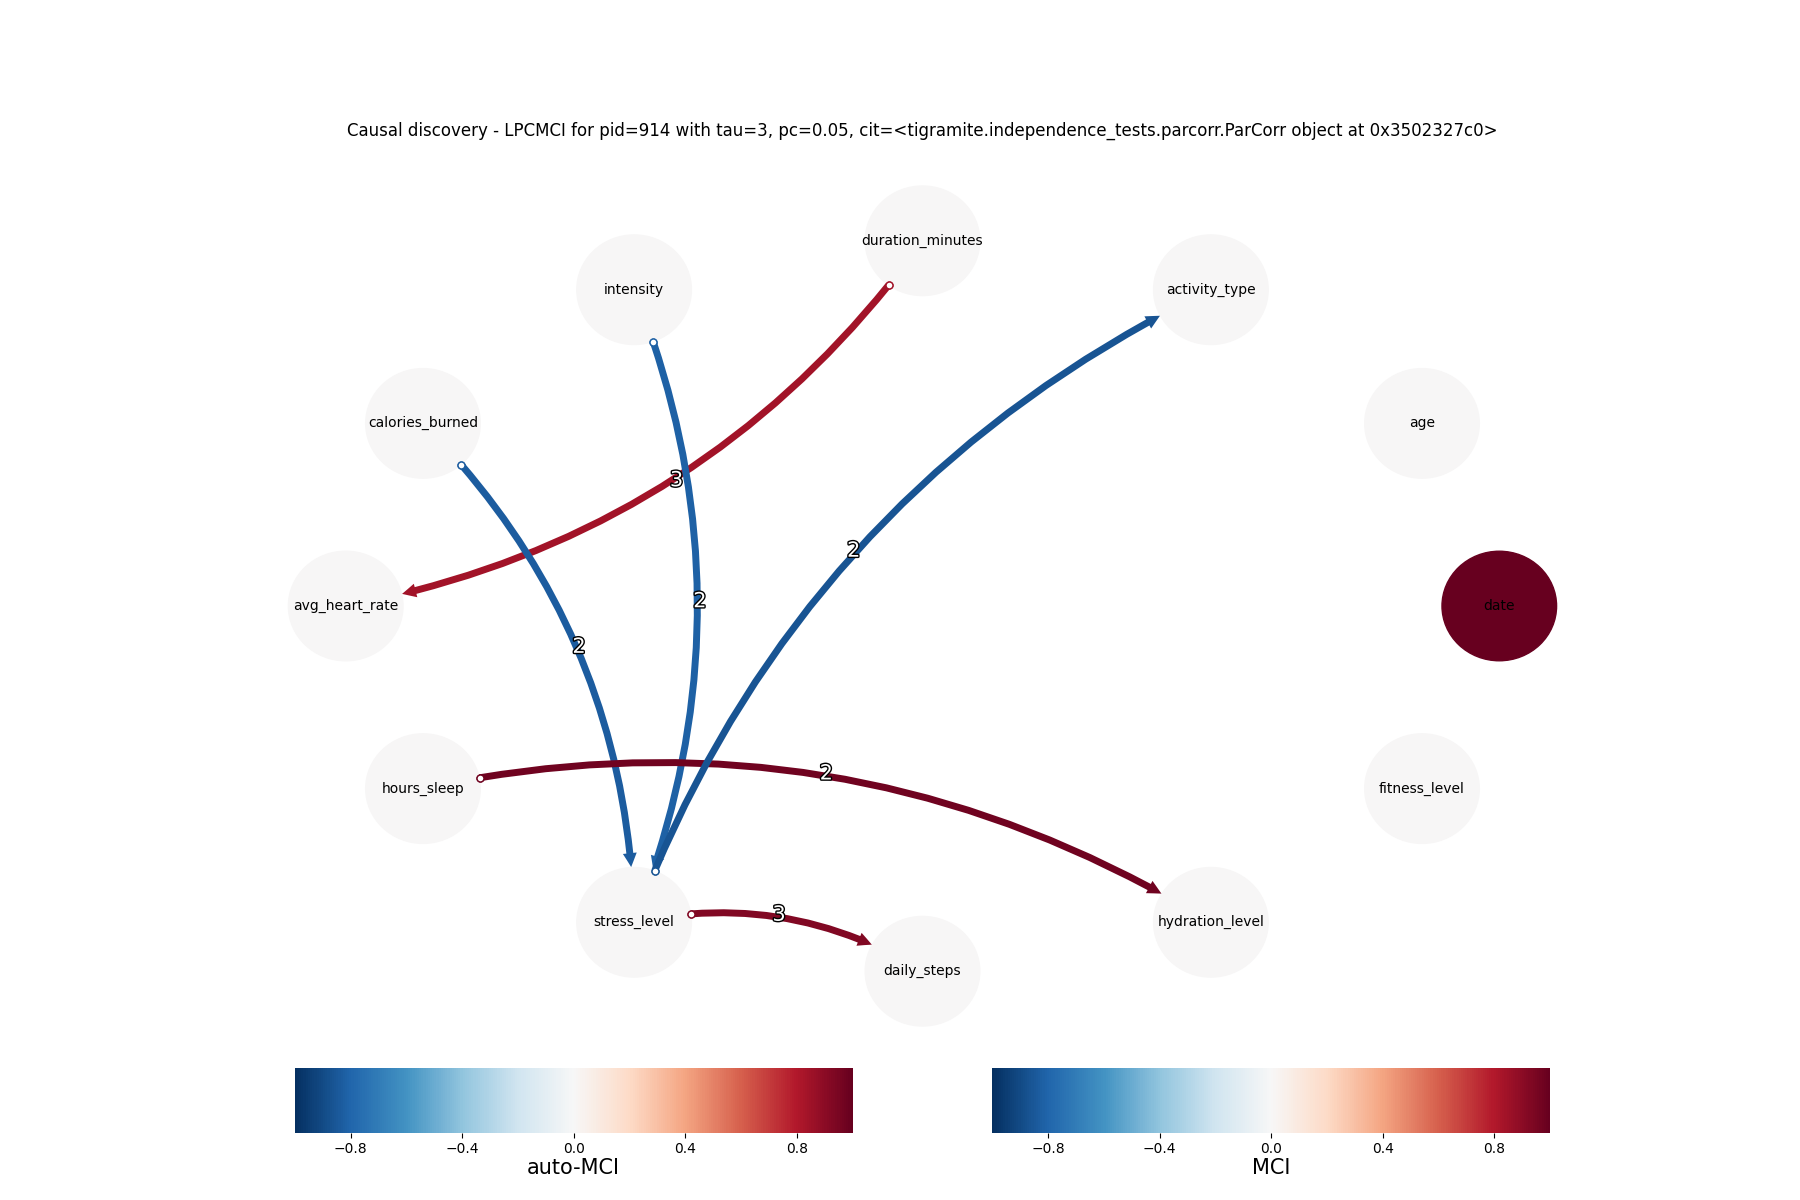 Causal discovery - LPCMCI for pid=914 with tau=3, pc=0.05, cit=<tigramite.independence_tests.parcorr.ParCorr object at 0x3502327c0>
duration_minutes
intensity
activity_type
calories_burned
age
3
2
2
avg_heart_rate
date
2
2
hours_sleep
fitness_level
3
stress_level
hydration_level
daily_steps
−0.8 −0.4 0.0 0.4 0.8
auto-MCI
−0.8 −0.4 0.0 0.4 0.8
MCI